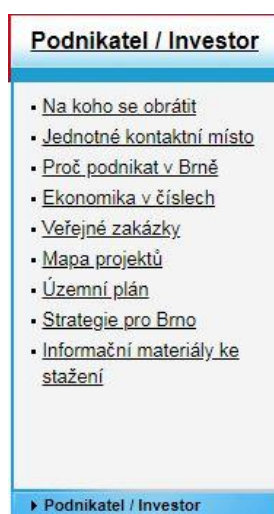 Podnikatel / Investor
Na koho se obrátit
Jednotné kontaktní místo
Proč podnikat v Brně
Ekonomika v číslech
Veřejné zakázky
Mapa projektů
Územní plán
Strategie pro Brno
Informační materiály ke
stažení
Podnikatel / Investor